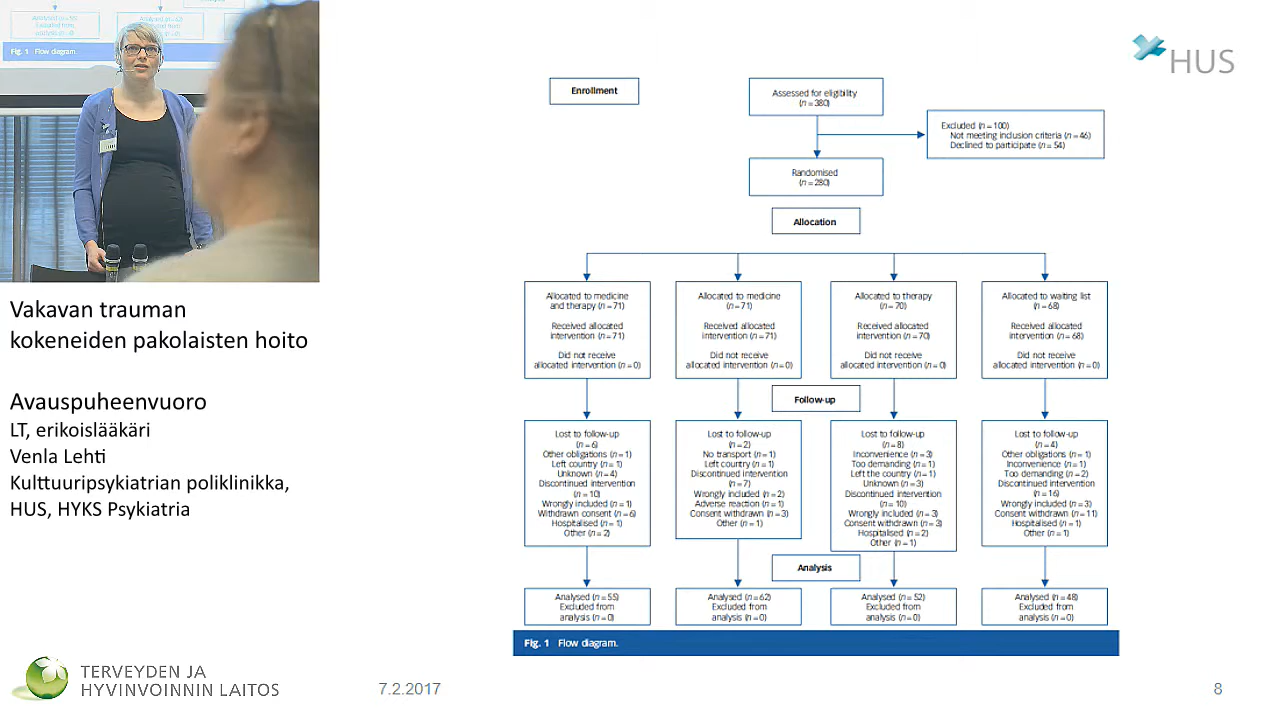 Fig. 1 Flow diagram.
HUS
Enrollment
Assessed for eligibility
(n = 380)
Excluded (n = 100)
Not meeting inclusion criteria (n = 46)
Declined to participate (n = 54)
Randomised
(n = 280)
Allocation
Allocated to medicine
and therapy (n = 71)
Received allocated
intervention (n = 71)
Did not receive
allocated intervention (n = 0)
Allocated to medicine
(n = 71)
Received allocated
intervention (n = 71)
Did not receive
allocated intervention (n = 0)
Allocated to therapy
(n = 70)
Received allocated
intervention (n = 70)
Did not receive
allocated intervention (n = 0)
Allocated to waiting list
(n = 68)
Received allocated
intervention (n = 68)
Did not receive
allocated intervention (n = 0)
Follow-up
Lost to follow-up
(n = 6)
Other obligations (n = 1)
Left country (n = 1)
Unknown (n = 4)
Discontinued intervention
(n = 10)
Wrongly included (n = 1)
Withdrawn consent (n = 6)
Hospitalised (n = 1)
Other (n = 2)
Lost to follow-up
(n = 2)
No transport (n = 1)
Left country (n = 1)
Discontinued intervention
(n = 7)
Wrongly included (n = 2)
Adverse reaction (n = 1)
Consent withdrawn (n = 3)
Other (n = 1)
Lost to follow-up
(n = 8)
Inconvenience (n = 3)
Too demanding (n = 1)
Left the country (n = 1)
Unknown (n = 3)
Discontinued intervention
(n = 10)
Wrongly included (n = 3)
Consent withdrawn (n = 3)
Hospitalised (n = 2)
Other (n = 1)
Lost to follow-up
(n = 4)
Other obligations (n = 1)
Inconvenience (n = 1)
Too demanding (n = 2)
Discontinued intervention
(n = 16)
Wrongly included (n = 3)
Consent withdrawn (n = 11)
Hospitalised (n = 1)
Other (n = 1)
Analysis
Analysed (n = 55)
Excluded from
analysis (n = 0)
Analysed (n = 62)
Excluded from
analysis (n = 0)
Analysed (n = 52)
Excluded from
analysis (n = 0)
Analysed (n = 48)
Excluded from
analysis (n = 0)
Fig. 1 Flow diagram.
Vakavan trauman
kokeneiden pakolaisten hoito
Avauspuheenvuoro
LT, erikoislääkäri
Venla Lehti
Kulttuuripsykiatrian poliklinikka,
HUS, HYKS Psykiatria
TERVEYDEN JA
HYVINVOINNIN LAITOS
7.2.2017
8